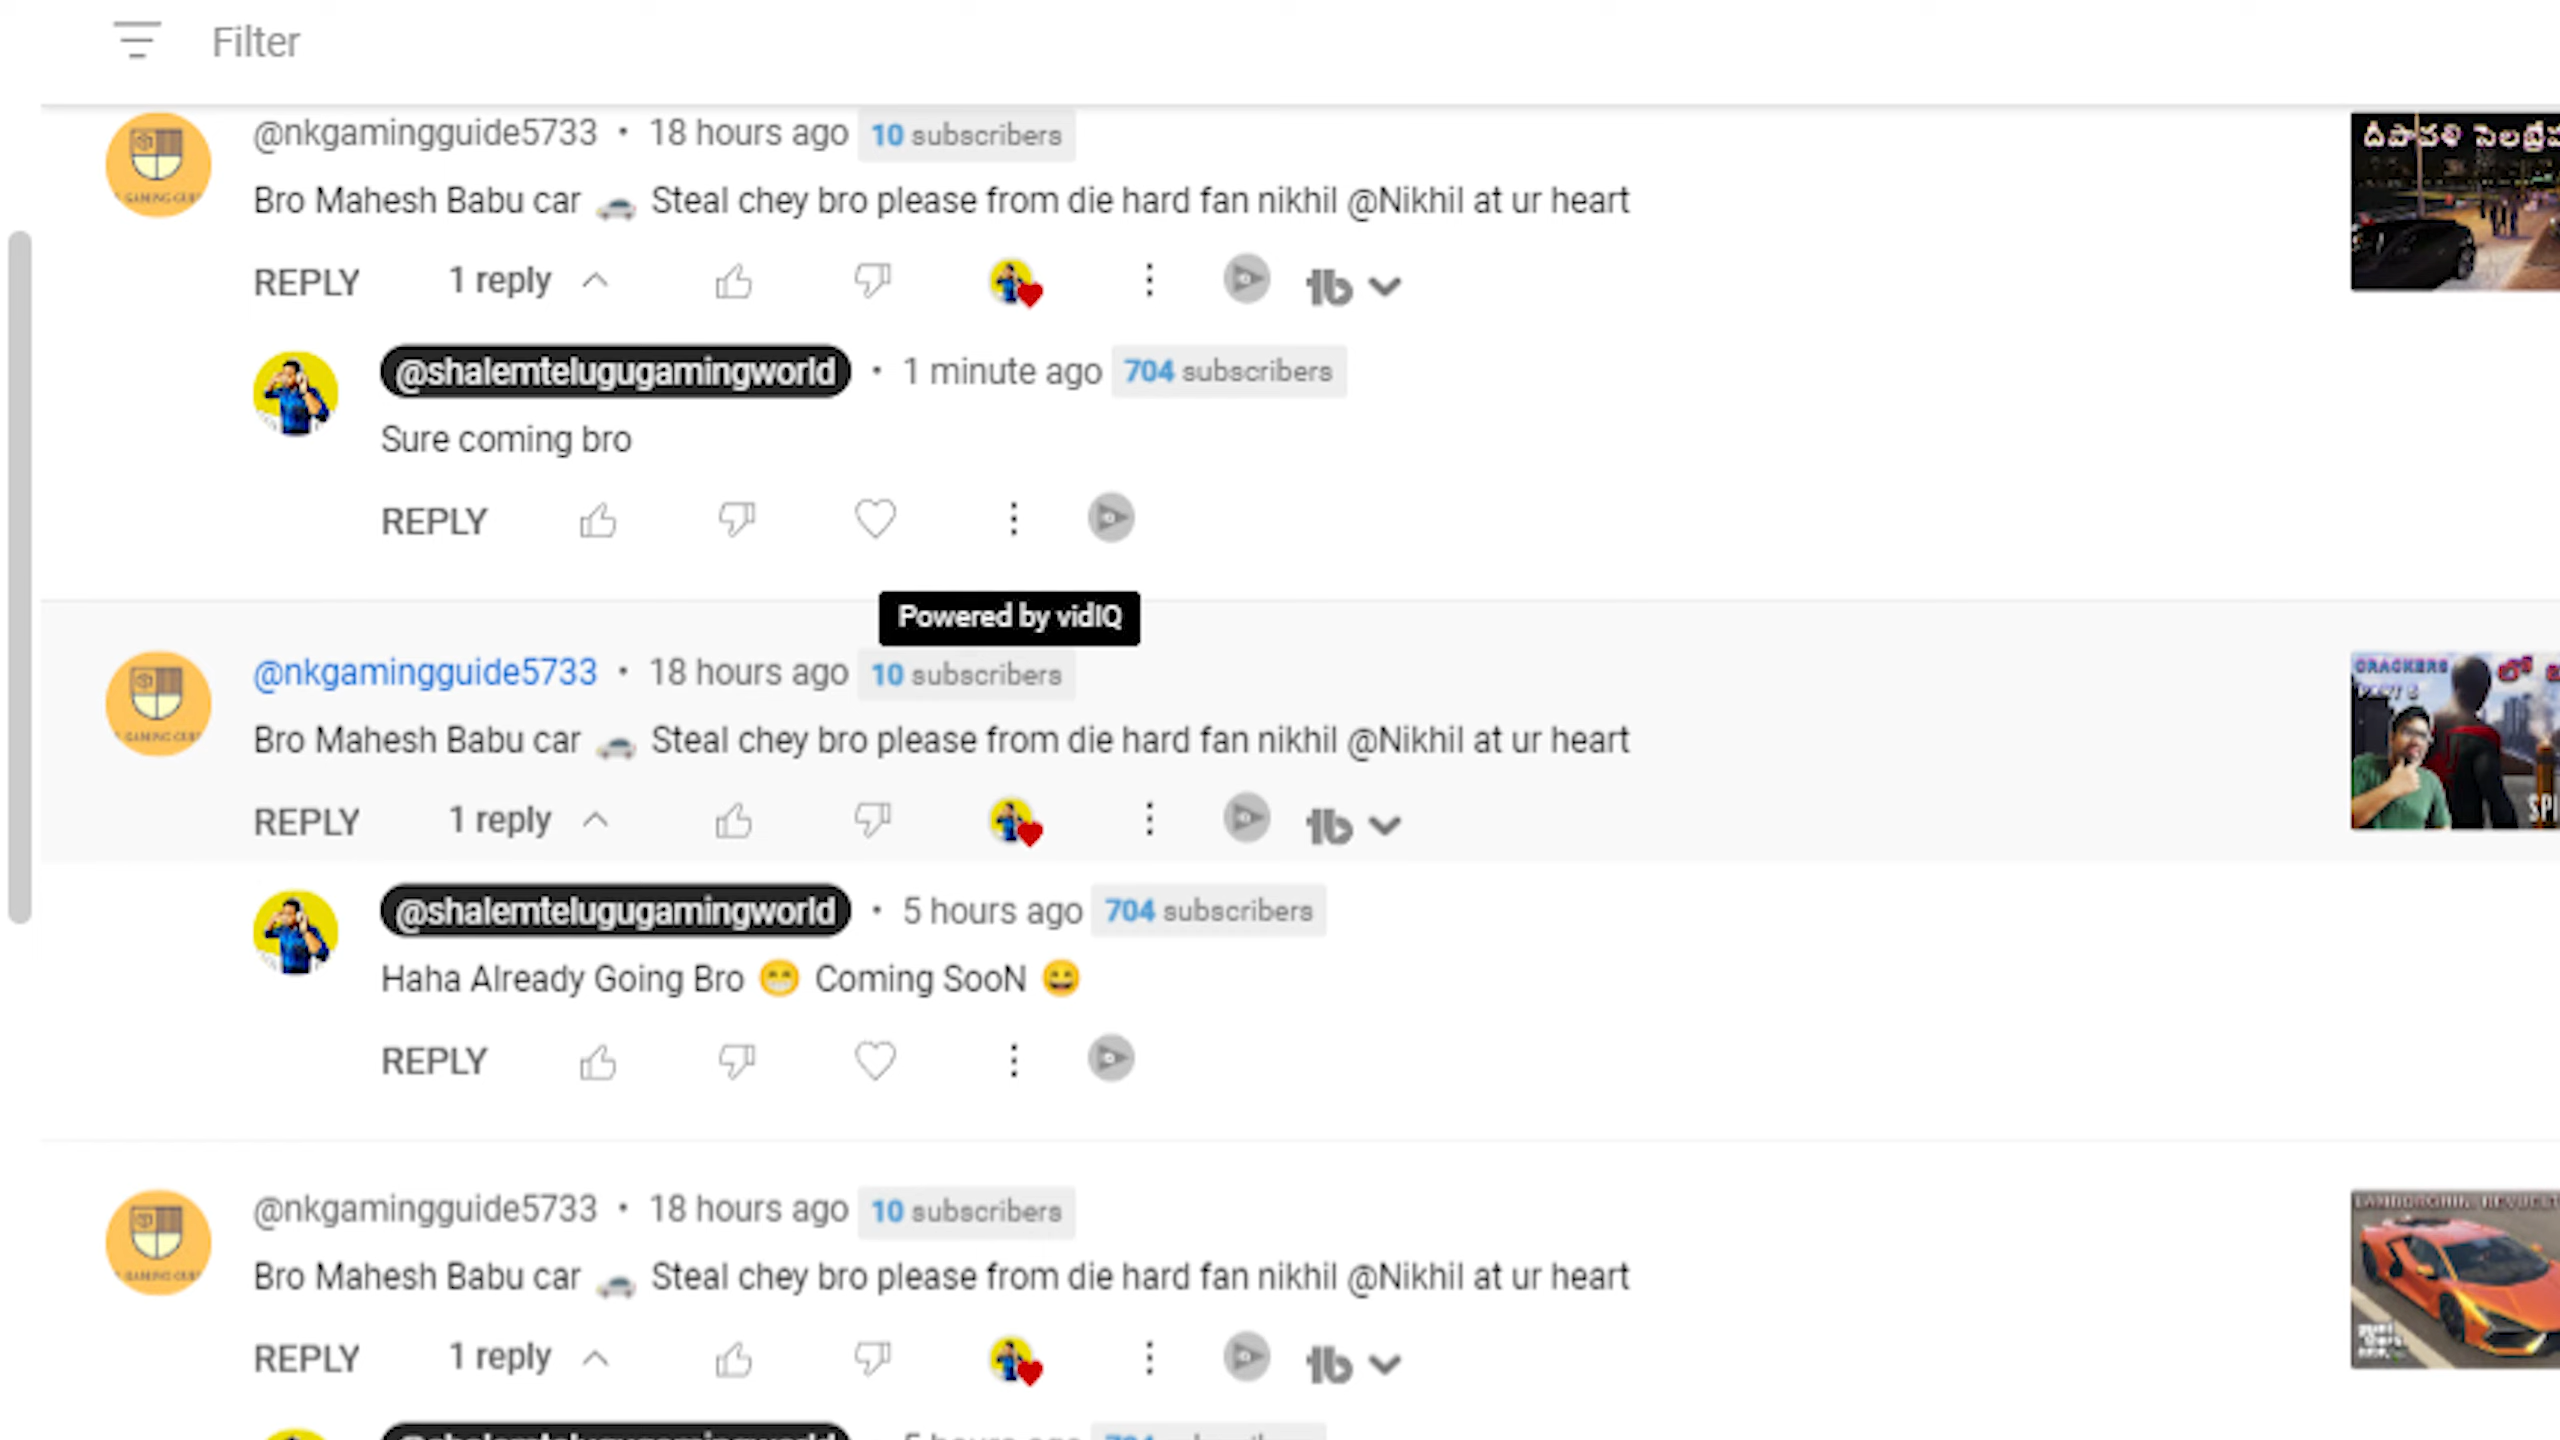 Filter
@nkgamingguide5733 • 18 hours ago 10 subscribers
Bro Mahesh Babu car 🚗 Steal chey bro please from die hard fan nikhil @Nikhil at ur heart
REPLY 1 reply
@shalemtelugugamingworld • 1 minute ago 704 subscribers
Sure coming bro
REPLY
Powered by vidIQ
@nkgamingguide5733 • 18 hours ago 10 subscribers
Bro Mahesh Babu car 🚗 Steal chey bro please from die hard fan nikhil @Nikhil at ur heart
REPLY 1 reply
CRACKERS
@shalemtelugugamingworld • 5 hours ago 704 subscribers
Haha Already Going Bro 😁 Coming SooN 😄
REPLY
@nkgamingguide5733 • 18 hours ago 10 subscribers
Bro Mahesh Babu car 🚗 Steal chey bro please from die hard fan nikhil @Nikhil at ur heart
REPLY 1 reply